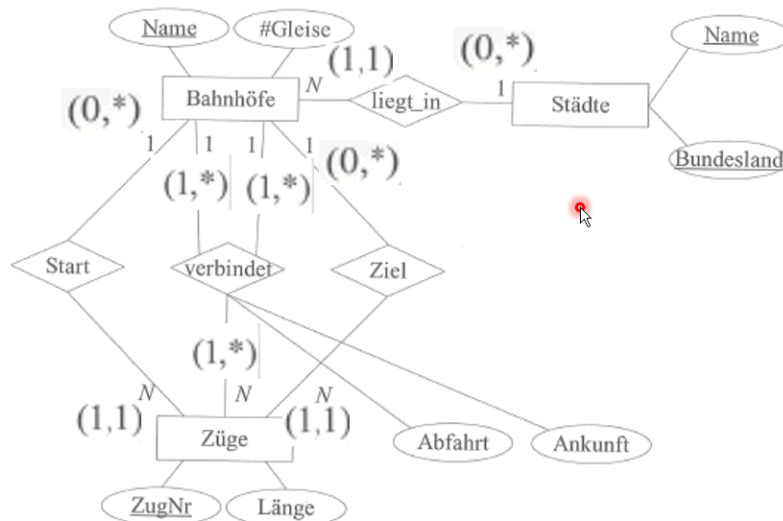 Name #Gleise
Name
(1,1) (0,*)
N 1
Bahnhöfe liegt_in Städte
(0,*)
1 1 1 1
(0,*)
(1,*) (1,*)
Bundesland
Start verbindet Ziel
(1,*)
N N N
(1,1) (1,1)
Züge Abfahrt Ankunft
ZugNr Länge